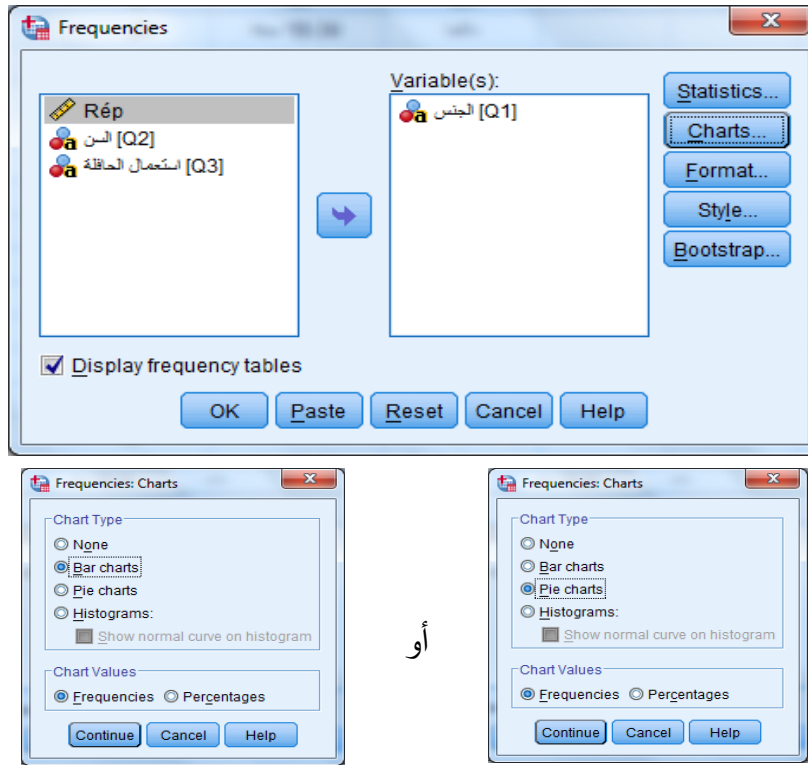 Frequencies
Variable(s):
Rép
[Q2] السن
[Q3] استعمال الحافلة
[Q1] الجنس
Statistics...
Charts...
Format...
Style...
Bootstrap...
Display frequency tables
OK Paste Reset Cancel Help
Frequencies: Charts
Chart Type
None
Bar charts
Pie charts
Histograms:
Show normal curve on histogram
Chart Values
Frequencies Percentages
Continue Cancel Help
أو
Frequencies: Charts
Chart Type
None
Bar charts
Pie charts
Histograms:
Show normal curve on histogram
Chart Values
Frequencies Percentages
Continue Cancel Help